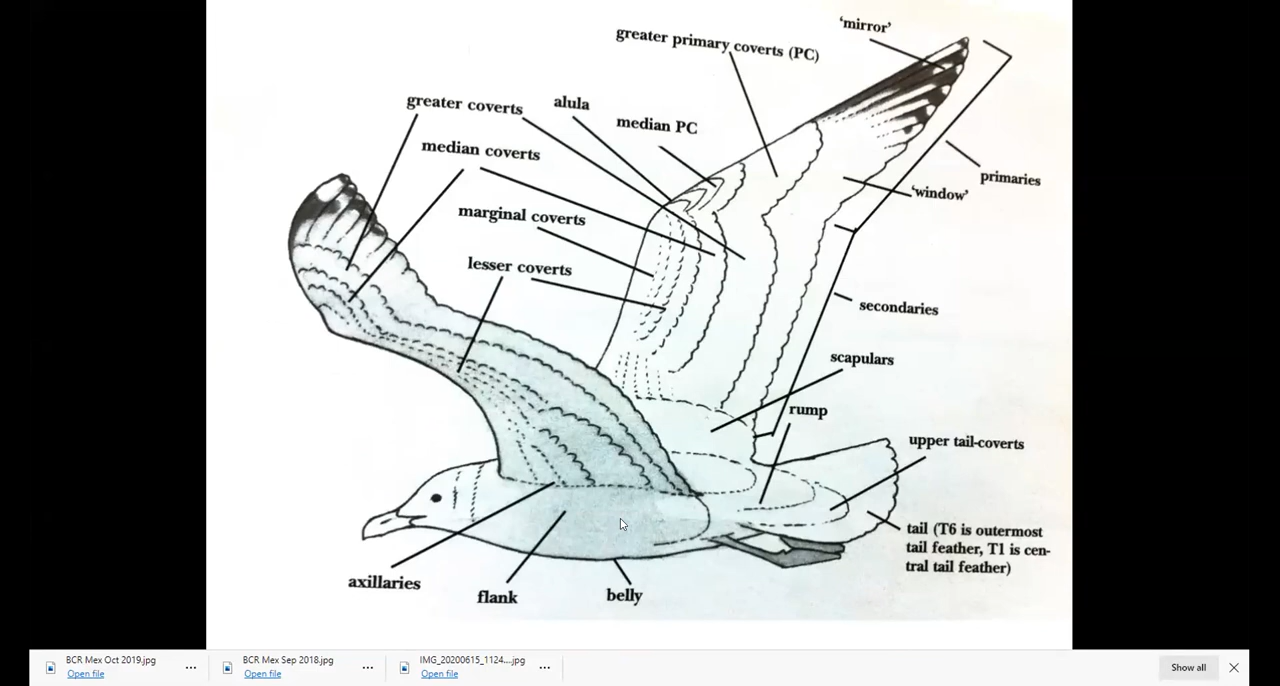 'mirror'
greater primary coverts (PC)
greater coverts
alula
median PC
median coverts
primaries
'window'
marginal coverts
lesser coverts
secondaries
scapulars
rump
upper tail-coverts
tail (T6 is outermost
tail feather, T1 is cen-
tral tail feather)
axillaries
flank
belly
BCR Mex Oct 2019.jpg
Open file
BCR Mex Sep 2018.jpg
Open file
IMG_20200615_1124....jpg
Open file
Show all